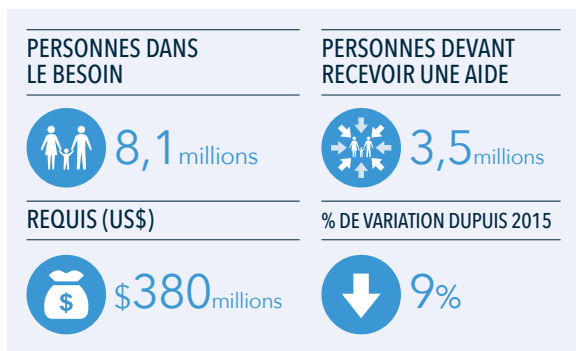 PERSONNES DANS
LE BESOIN
8,1 millions
PERSONNES DEVANT
RECEVOIR UNE AIDE
3,5 millions
REQUIS (US$)
$
$380 millions
% DE VARIATION DUPUIS 2015
9%